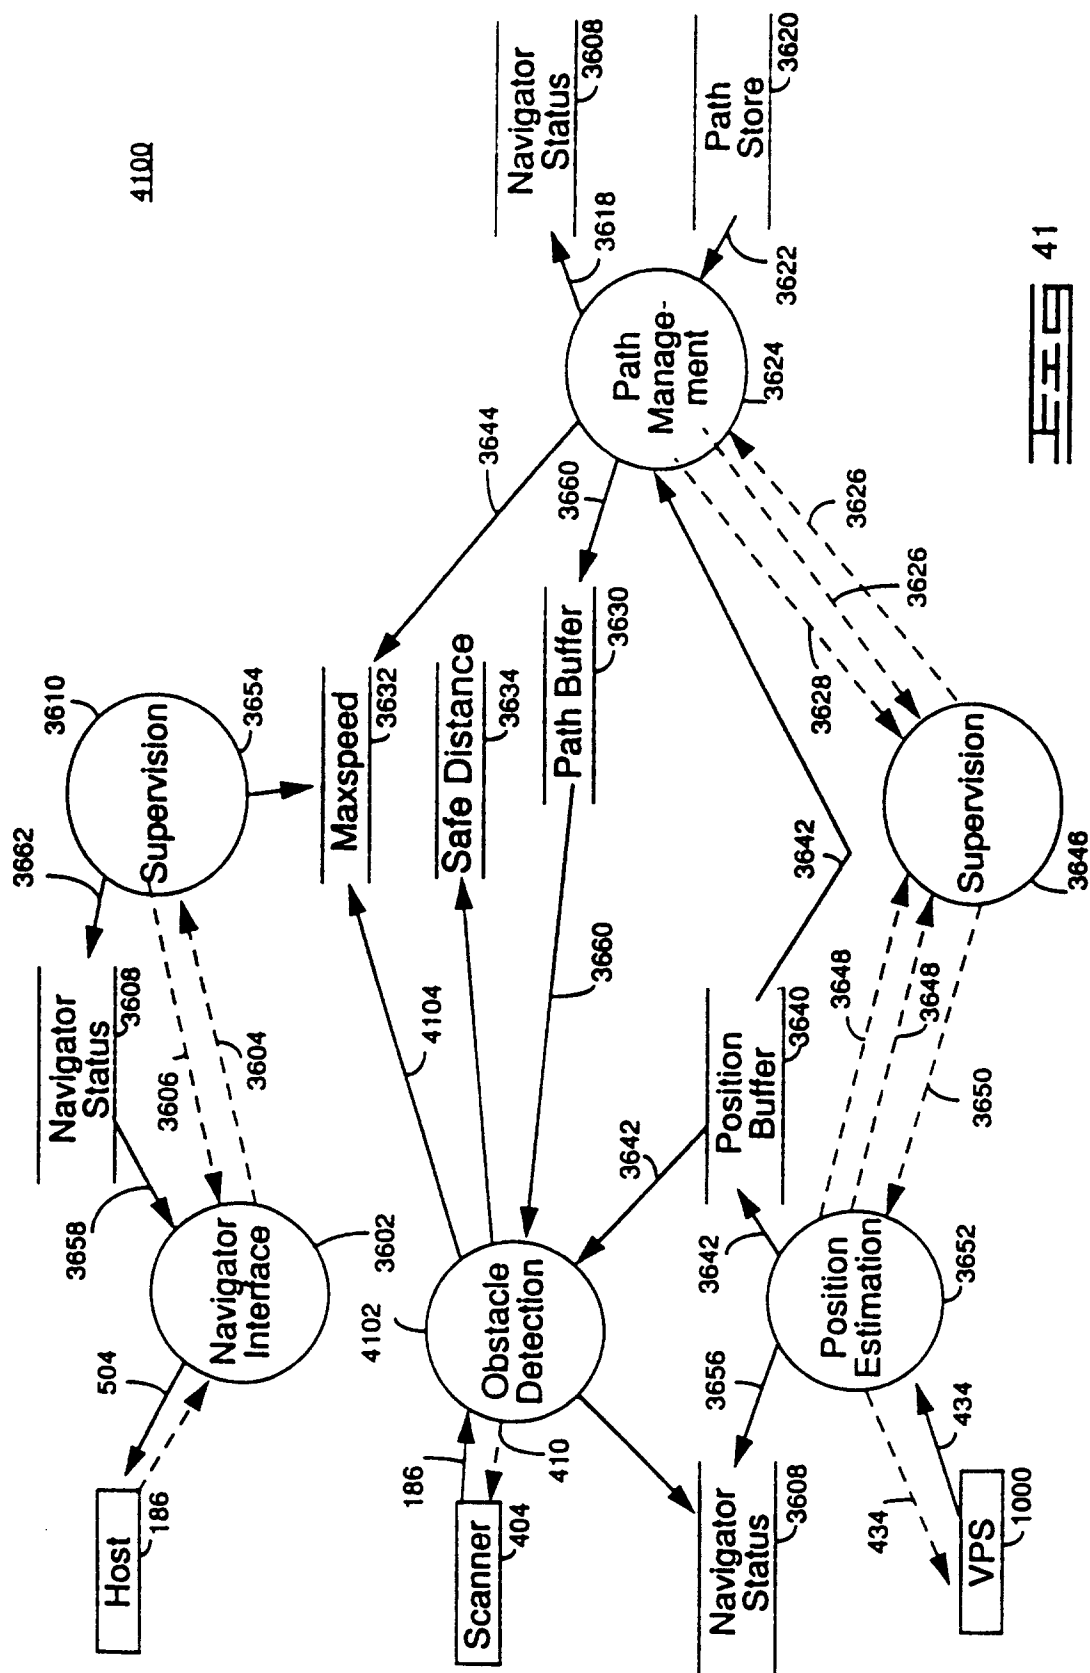 4100
Host
186
504
Navigator
Interface
3602
3658
Navigator
Status
3608
3606
3604
3662
Supervision
3610
3654
Scanner
404
186
410
4102
Obstacle
Detection
4104
Maxspeed
3632
Safe Distance
3634
Path Buffer
3630
3660
3644
3660
Path
Manage-
ment
3624
3618
Navigator
Status
3608
Path
Store
3620
3622
Navigator
Status
3608
3642
Position
Buffer
3640
3642
3656
3642
VPS
1000
434
434
Position
Estimation
3652
3648
3648
3650
Supervision
3646
3628
3626
3626
FIG 41